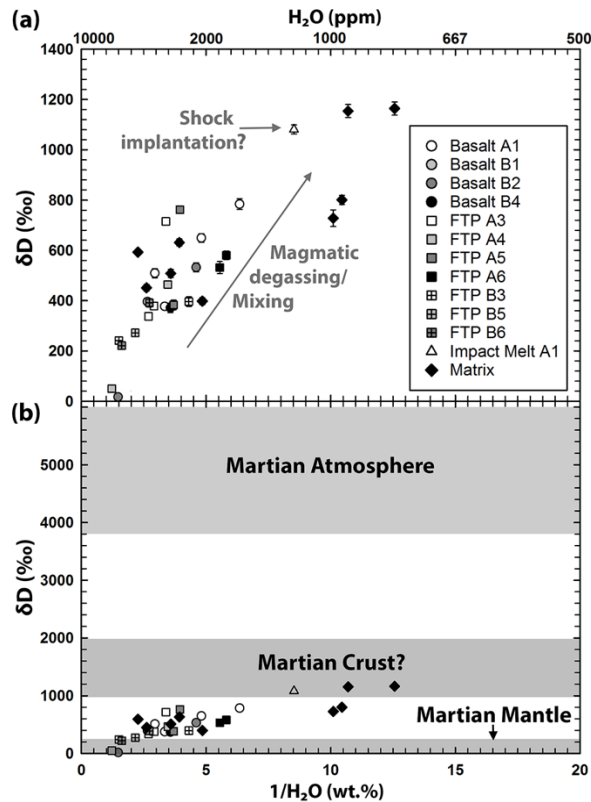 (a)
H₂O (ppm)
10000 2000 1000 667 500
1400
1200
1000
800
600
400
200
0
δD (‰)
Shock
implantation?
Magmatic
degassing/
Mixing
Basalt A1
Basalt B1
Basalt B2
Basalt B4
FTP A3
FTP A4
FTP A5
FTP A6
FTP B3
FTP B5
FTP B6
Impact Melt A1
Matrix
(b)
5000
4000
3000
2000
1000
0
δD (‰)
Martian Atmosphere
Martian Crust?
Martian Mantle
0 5 10 15 20
1/H₂O (wt.%)